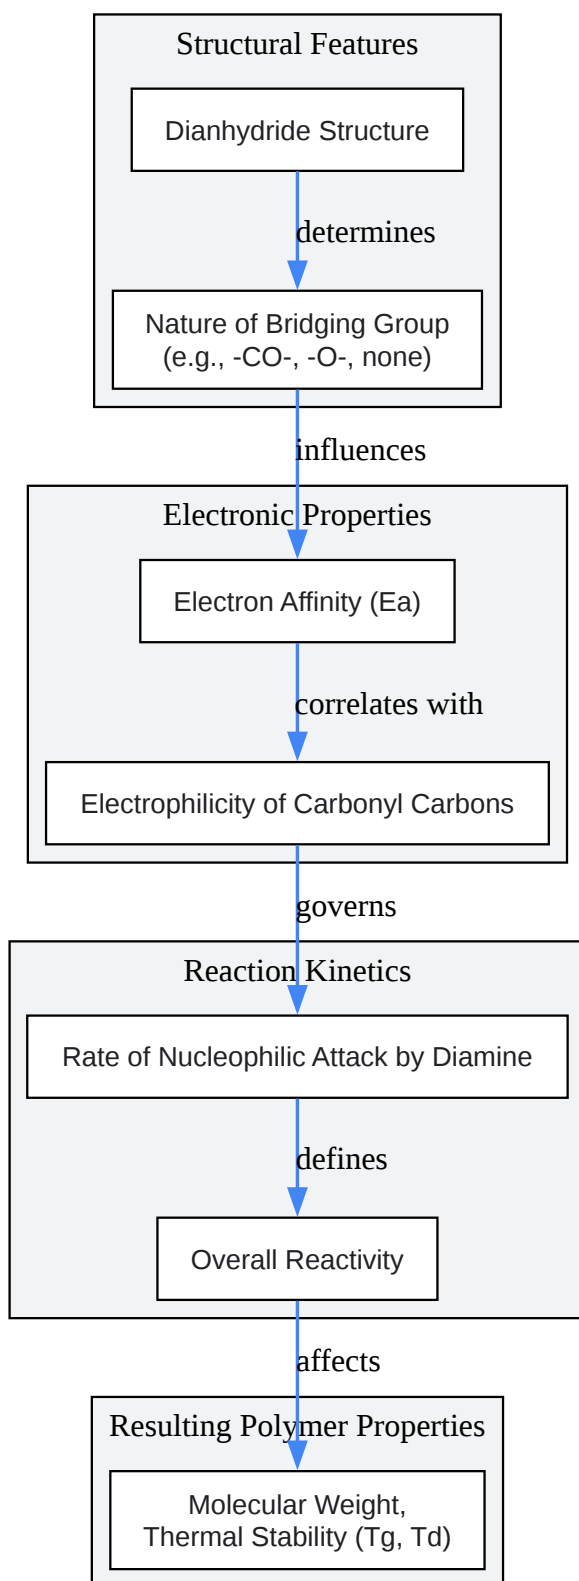 Structural Features
Dianhydride Structure
determines
Nature of Bridging Group
(e.g., -CO-, -O-, none)
influences
Electronic Properties
Electron Affinity (Ea)
correlates with
Electrophilicity of Carbonyl Carbons
governs
Reaction Kinetics
Rate of Nucleophilic Attack by Diamine
defines
Overall Reactivity
affects
Resulting Polymer Properties
Molecular Weight,
Thermal Stability (Tg, Td)